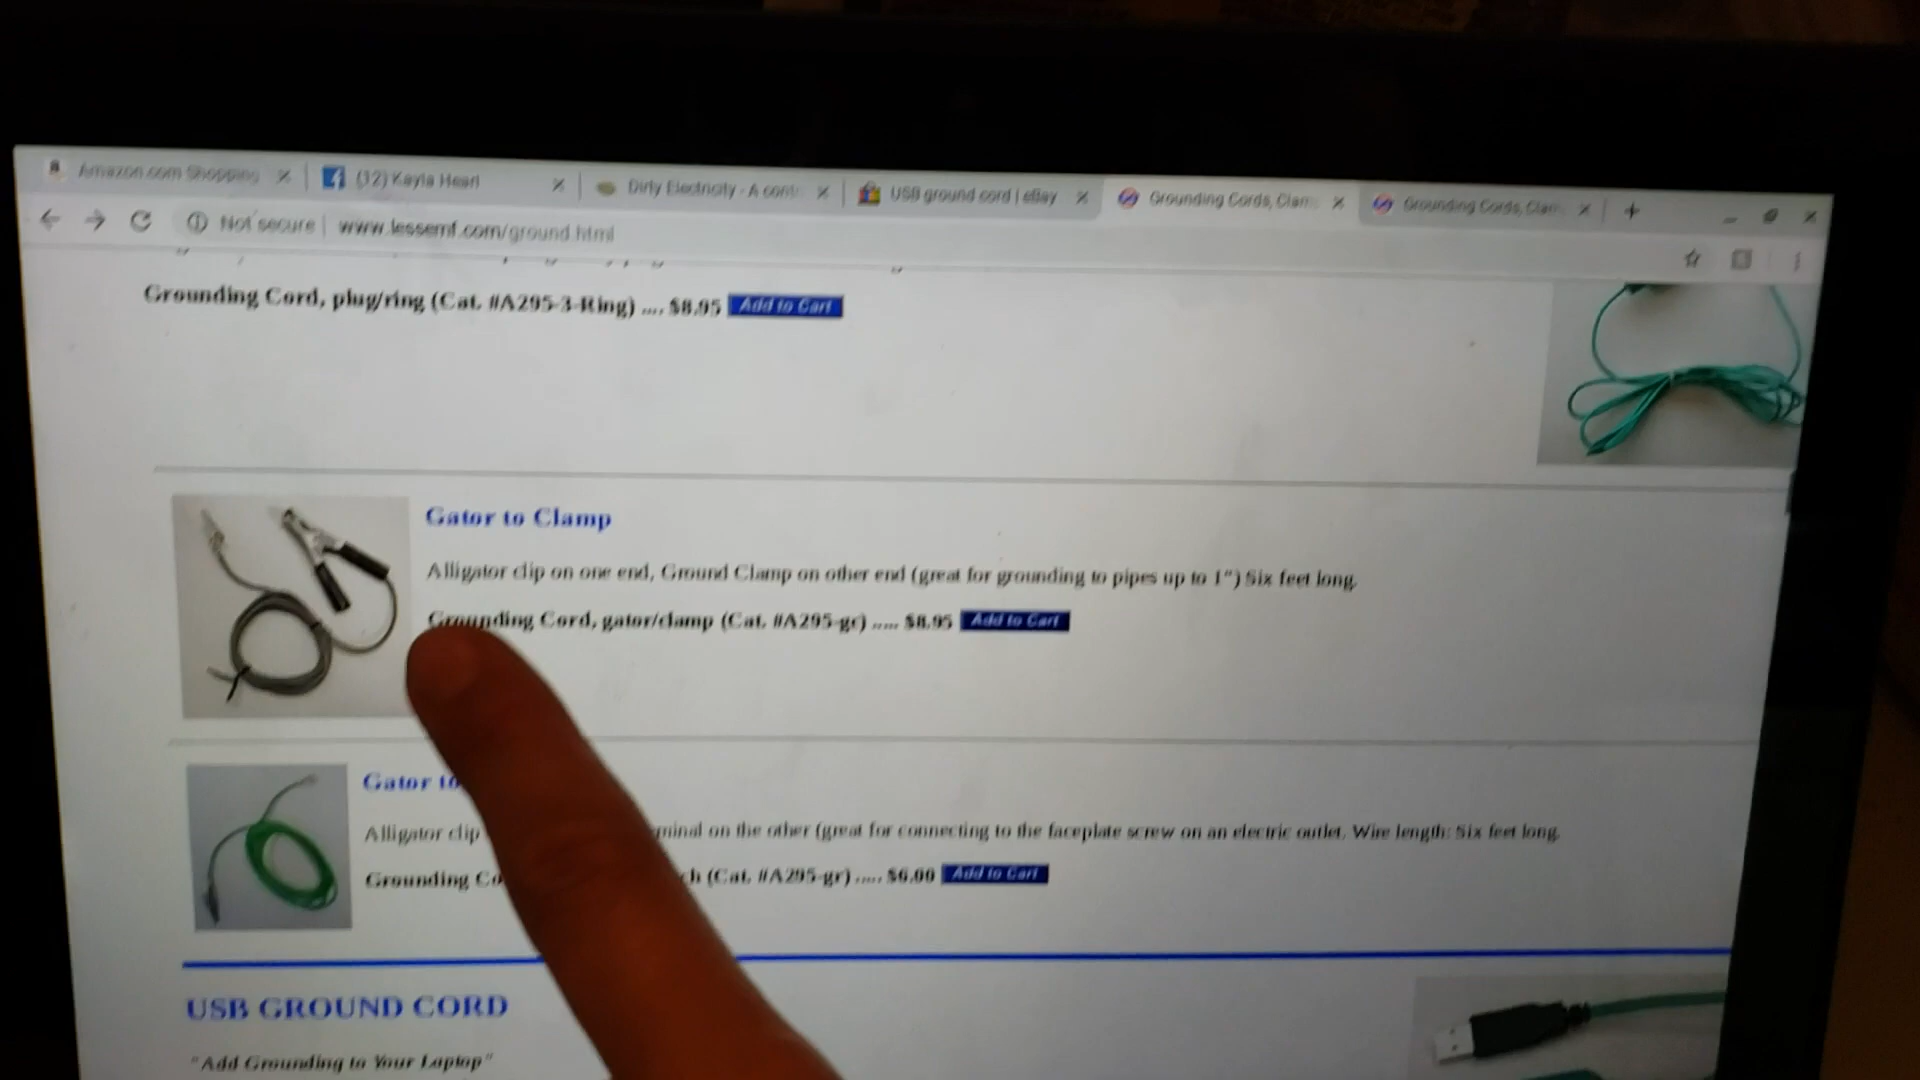 Amazon.com Shopping
(12) Kayla Hearl
Dirty Electricity - A cont
USB ground cord | eBay
Grounding Cords, Clam
Grounding Cords, Clam
Not secure | www.lessemf.com/ground.html
Grounding Cord, plug/ring (Cat. #A295-3-Ring) .... $8.95 Add to Cart
Gator to Clamp
Alligator clip on one end, Ground Clamp on other end (great for grounding to pipes up to 1") Six feet long.
Grounding Cord, gator/clamp (Cat. #A295-gc) ..... $8.95 Add to Cart
Gator to
Alligator clip minal on the other (great for connecting to the faceplate screw on an electric outlet. Wire length: Six feet long.
Grounding Co h (Cat. #A295-gr) ..... $6.00 Add to Cart
USB GROUND CORD
"Add Grounding to Your Laptop"